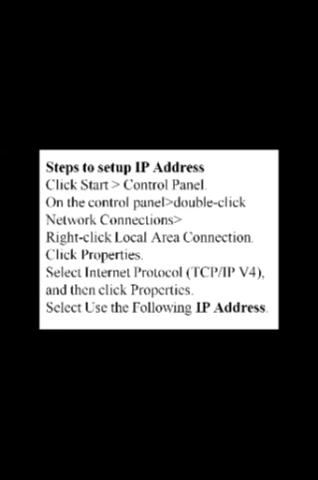 Steps to setup IP Address
Click Start > Control Panel.
On the control panel>double-click
Network Connections>
Right-click Local Area Connection.
Click Properties.
Select Internet Protocol (TCP/IP V4),
and then click Properties.
Select Use the Following IP Address.